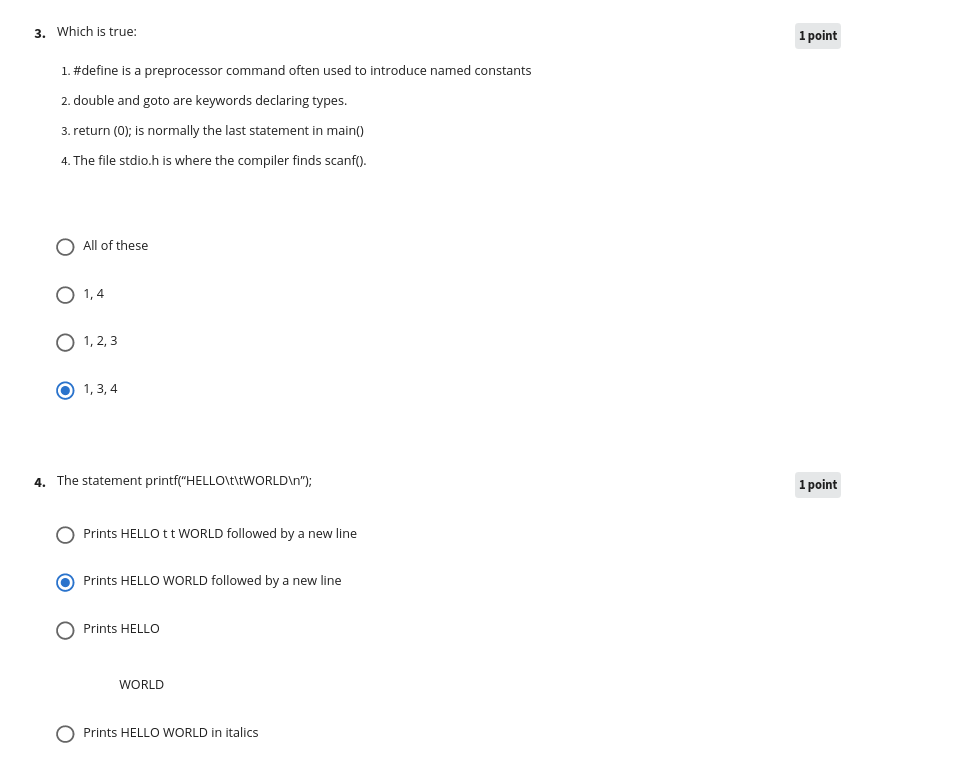 3. Which is true:
1 point
1. #define is a preprocessor command often used to introduce named constants
2. double and goto are keywords declaring types.
3. return (0); is normally the last statement in main()
4. The file stdio.h is where the compiler finds scanf().
All of these
1, 4
1, 2, 3
1, 3, 4
4. The statement printf(“HELLO\t\tWORLD\n”);
1 point
Prints HELLO t t WORLD followed by a new line
Prints HELLO WORLD followed by a new line
Prints HELLO
WORLD
Prints HELLO WORLD in italics